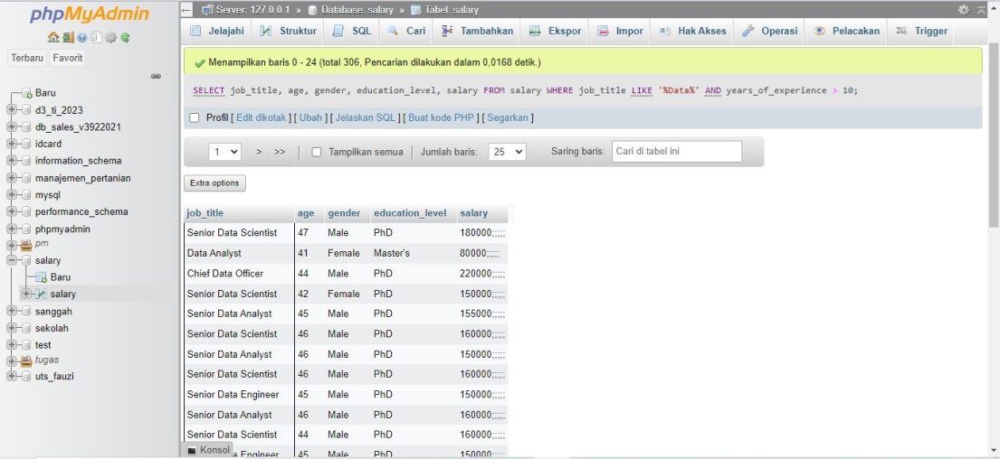 phpMyAdmin
Terbaru Favorit
Baru
d3_ti_2023
db_sales_v3922021
idcard
information_schema
manajemen_pertanian
mysql
performance_schema
phpmyadmin
pm
salary
Baru
salary
sanggah
sekolah
test
tugas
uts_fauzi
Server: 127.0.0.1 » Database: salary » Tabel: salary
Jelajahi Struktur SQL Cari Tambahkan Ekspor Impor Hak Akses Operasi Pelacakan Trigger
Menampilkan baris 0 - 24 (total 306, Pencarian dilakukan dalam 0,0168 detik.)
SELECT job_title, age, gender, education_level, salary FROM salary WHERE job_title LIKE '%Data%' AND years_of_experience > 10;
Profil [ Edit dikotak ] [ Ubah ] [ Jelaskan SQL ] [ Buat kode PHP ] [ Segarkan ]
1 > >> Tampilkan semua Jumlah baris: 25 Saring baris: Cari di tabel ini
Extra options
job_title age gender education_level salary
Senior Data Scientist 47 Male PhD 180000;;;;;
Data Analyst 41 Female Master's 80000;;;;;
Chief Data Officer 44 Male PhD 220000;;;;;
Senior Data Scientist 42 Female PhD 150000;;;;;
Senior Data Analyst 45 Male PhD 155000;;;;;
Senior Data Scientist 46 Male PhD 160000;;;;;
Senior Data Analyst 46 Male PhD 150000;;;;;
Senior Data Scientist 46 Male PhD 160000;;;;;
Senior Data Engineer 45 Male PhD 150000;;;;;
Senior Data Analyst 46 Male PhD 160000;;;;;
Senior Data Scientist 44 Male PhD 160000;;;;;
Konsol a Engineer 45 Male PhD 150000;;;;;